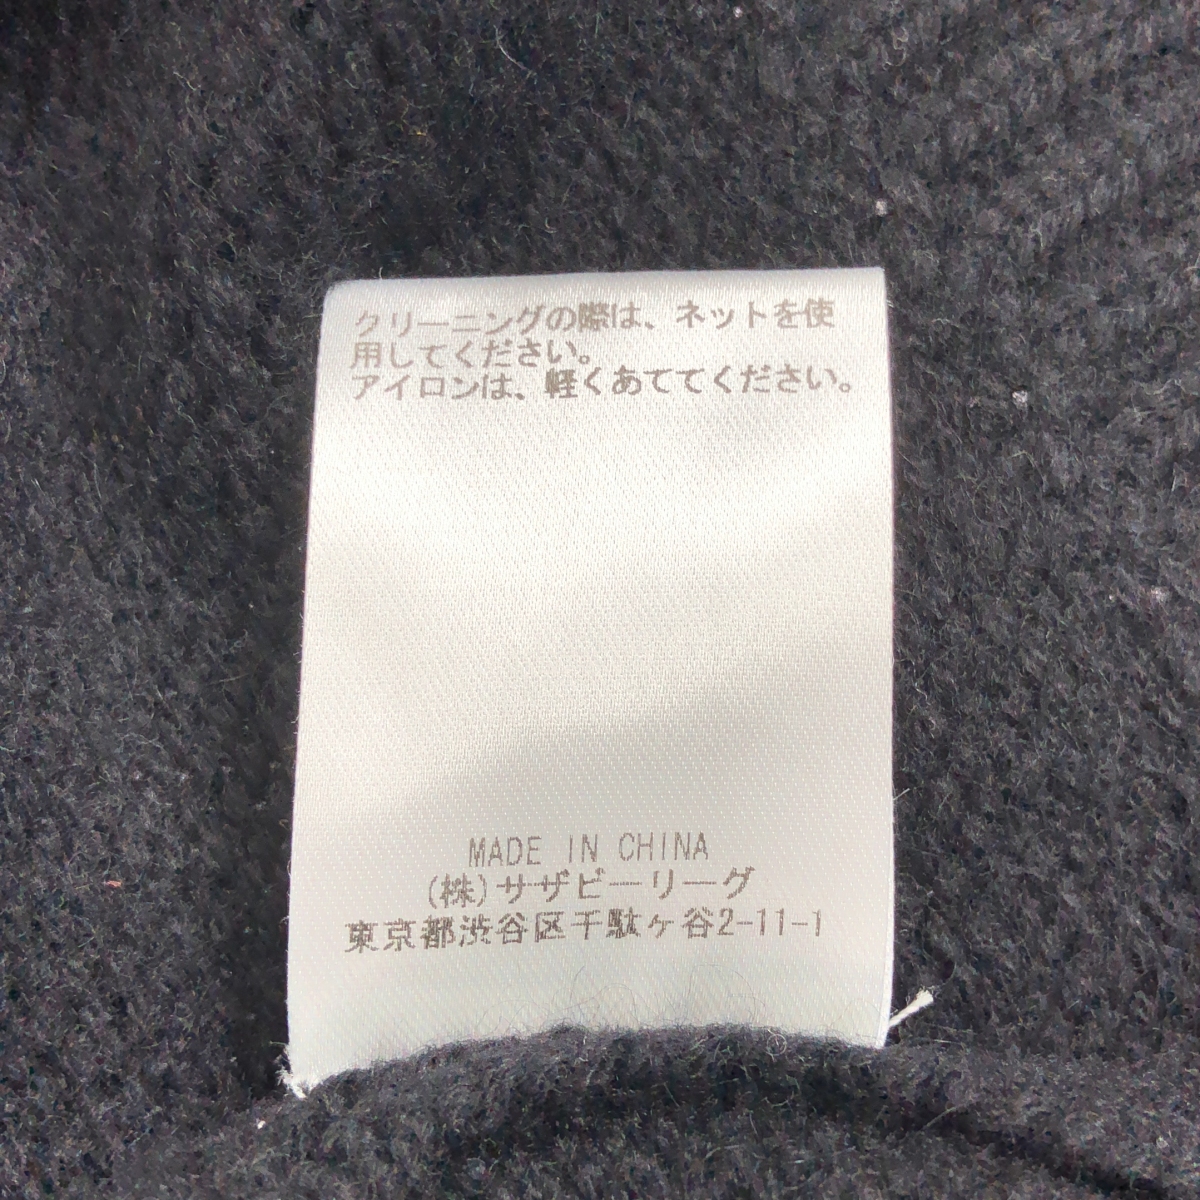 クリーニングの際は、ネットを使
用してください。
アイロンは、軽くあててください。
MADE IN CHINA
(株)サザビーリーグ
東京都渋谷区千駄ヶ谷2-11-1